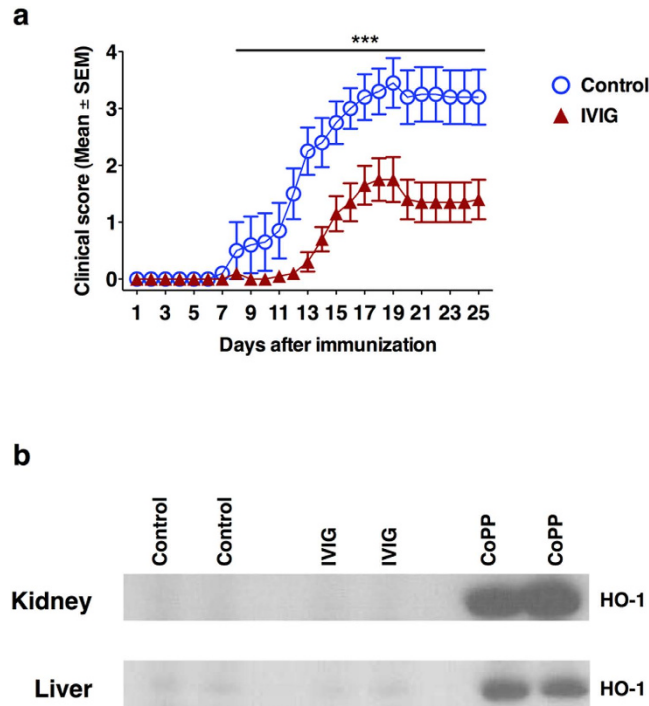 a
***
Clinical score (Mean ± SEM)
4
3
2
1
0
1 3 5 7 9 11 13 15 17 19 21 23 25
Days after immunization
Control
IVIG
b
Control Control IVIG IVIG CoPP CoPP
Kidney HO-1
Liver HO-1